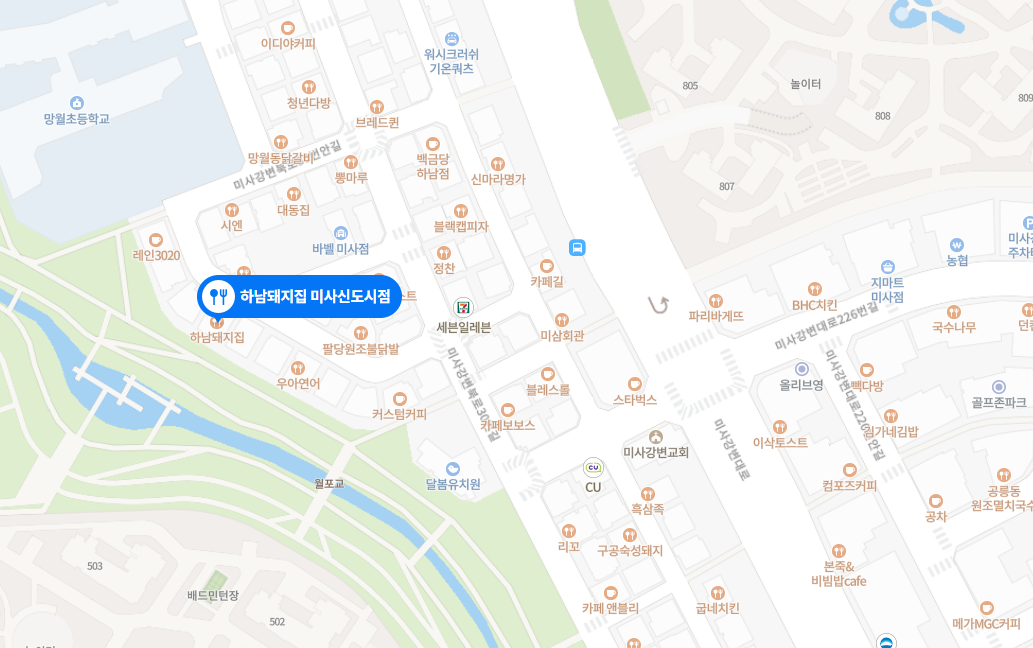 이디야커피
워시크러쉬
기온쿼츠
805
놀이터
809
808
망월초등학교
청년다방
브레드퀸
망월동닭갈비
백금당
하남점
뽕마루
신마라명가
807
시엔
대동집
블랙캡피자
레인3020
바벨 미사점
정찬
카페길
농협
지마트
미사점
하남돼지집 미사신도시점
하남돼지집
세븐일레븐
미삼회관
파리바게뜨
BHC치킨
미사강변대로226번길
국수나무
팔당원조불닭발
우아연어
커스텀커피
블레스롤
카페보보스
스타벅스
올리브영
빽다방
골프존파크
김가네김밥
이삭토스트
미사강변대로
미사강변교회
CU
달봄유치원
월포교
흑삼족
컴포즈커피
공차
공릉동
원조멸치국수
리꼬
구공숙성돼지
본죽&
비빔밥cafe
503
배드민턴장
502
카페 앤블리
굽네치킨
메가MGC커피